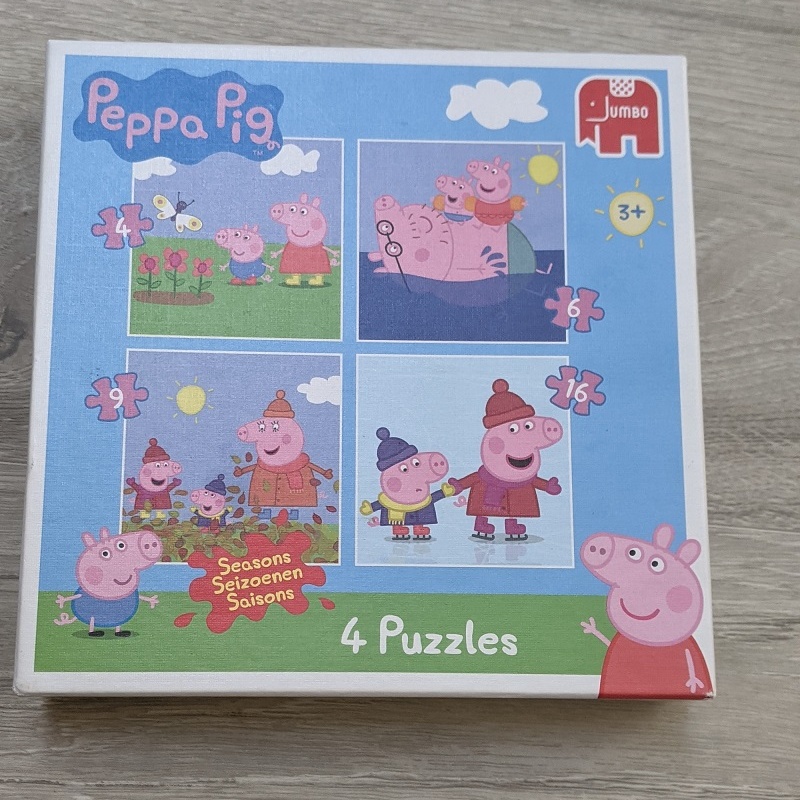 Peppa Pig
TM
JUMBO
3+
4
6
9
16
Seasons
Seizoenen
Saisons
4 Puzzles